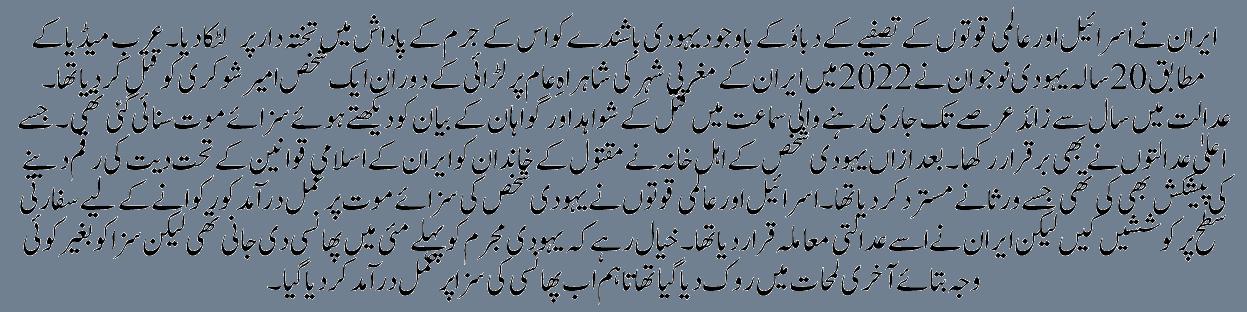 ایران نے اسرائیل اور عالمی قوتوں کے تصفیے کے دباؤ کے باوجود یہودی باشندے کو اس کے جرم کے پاداش میں تختہ دار پر لٹکا دیا۔ عرب میڈیا کے
مطابق 20 سالہ یہودی نوجوان نے 2022 میں ایران کے مغربی شہر کی شاہراہ عام پر لڑائی کے دوران ایک شخص امیر شوکری کو قتل کر دیا تھا۔
عدالت میں سال سے زائد عرصے تک جاری رہنے والی سماعت میں قتل کے شواہد اور گواہان کے بیان کو دیکھتے ہوئے سزائے موت سنائی گئی تھی۔ جسے
اعلیٰ عدالتوں نے بھی برقرار رکھا۔ بعد ازاں یہودی شخص کے اہل خانہ نے مقتول کے خاندان کو ایران کے اسلامی قوانین کے تحت دیت کی رقم دینے
کی پیشکش بھی کی تھی جسے ورثا نے مسترد کر دیا تھا۔ اسرائیل اور عالمی قوتوں نے یہودی شخص کی سزائے موت پر عمل درآمد کو رکوانے کے لیے سفارتی
سطح پر کوششیں کیں لیکن ایران نے اسے عدالتی معاملہ قرار دیا تھا۔ خیال رہے کہ یہودی مجرم کو پہلے مئی میں پھانسی دی جانی تھی لیکن سزا کو بغیر کوئی
وجہ بتائے آخری لمحات میں روک دیا گیا تھا تاہم اب پھانسی کی سزا پر عمل درآمد کر دیا گیا۔